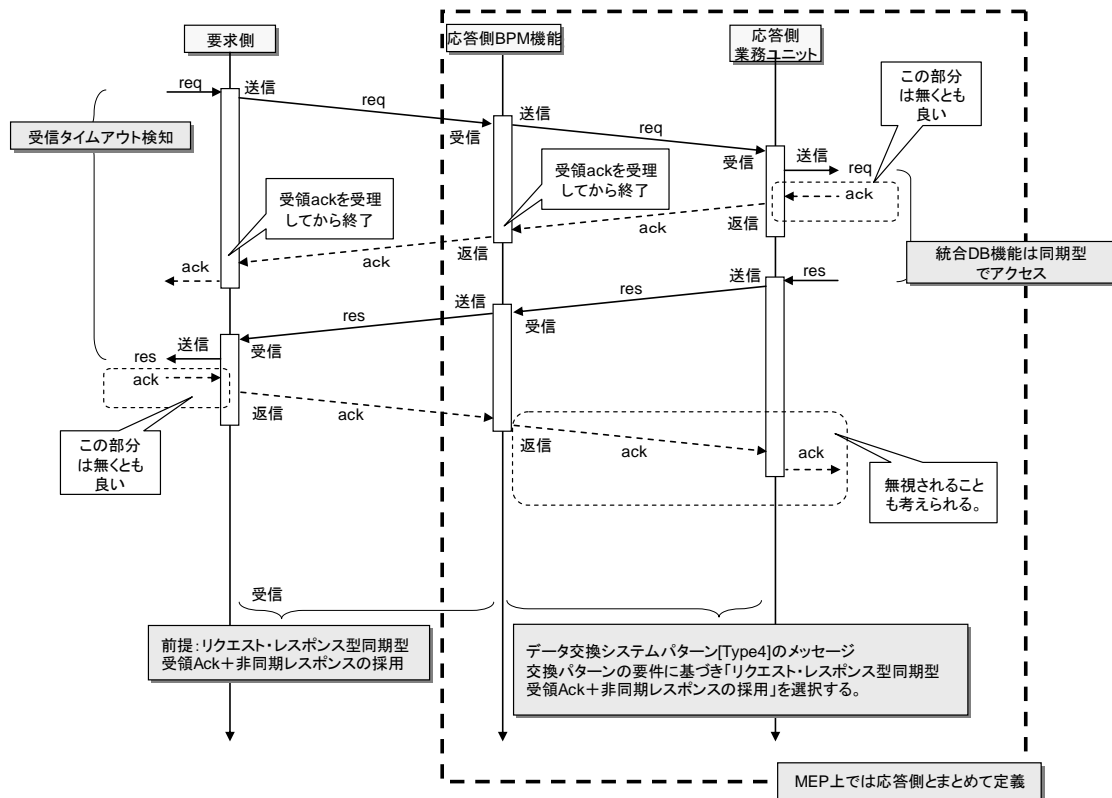 要求側
応答側BPM機能
応答側
業務ユニット
req
送信
req
受信
送信
req
受信
送信
req
この部分
は無くとも
良い
受信タイムアウト検知
受領ackを受理
してから終了
受領ackを受理
してから終了
ack
返信
ack
返信
ack
ack
統合DB機能は同期型
でアクセス
res
送信
res
受信
送信
res
受信
送信
res
ack
返信
ack
返信
ack
ack
この部分
は無くとも
良い
無視されること
も考えられる。
受信
前提：リクエスト・レスポンス型同期型
受領Ack＋非同期レスポンスの採用
データ交換システムパターン[Type4]のメッセージ
交換パターンの要件に基づき「リクエスト・レスポンス型同期型
受領Ack＋非同期レスポンスの採用」を選択する。
MEP上では応答側とまとめて定義